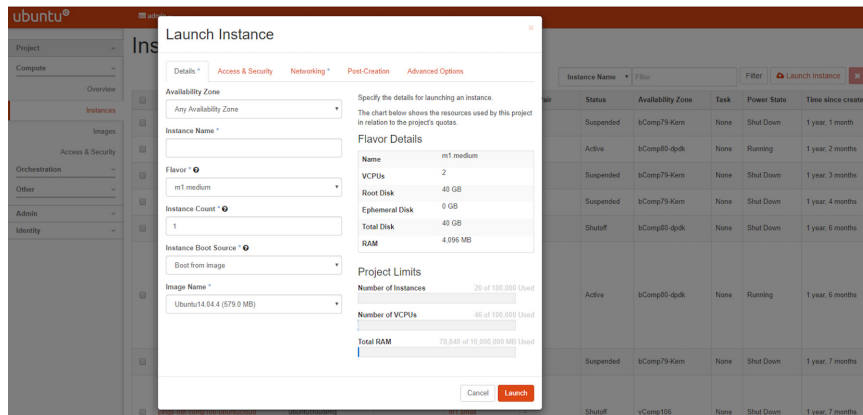 ubuntu®
Launch Instance
×
Project
Compute
Overview
Instances
Images
Access & Security
Orchestration
Other
Admin
Identity
Details *
Access & Security
Networking *
Post-Creation
Advanced Options
Availability Zone
Any Availability Zone
Instance Name *
Flavor *
m1.medium
Instance Count *
1
Instance Boot Source *
Boot from image
Image Name *
Ubuntu14.04.4 (579.0 MB)
Specify the details for launching an instance.
The chart below shows the resources used by this project
in relation to the project's quotas.
Flavor Details
Name m1.medium
VCPUs 2
Root Disk 40 GB
Ephemeral Disk 0 GB
Total Disk 40 GB
RAM 4,096 MB
Project Limits
Number of Instances 20 of 100,000 Used
Number of VCPUs 46 of 100,000 Used
Total RAM 78,848 of 10,000,000 MB Used
Cancel
Launch
Instance Name
Filter
Filter
Launch Instance
Status Availability Zone Task Power State Time since create
Suspended bComp79-Kern None Shut Down 1 year, 1 month
Active bComp80-dpdk None Running 1 year, 2 months
Suspended bComp79-Kern None Shut Down 1 year, 3 months
Suspended bComp79-Kern None Shut Down 1 year, 4 months
Shutoff bComp80-dpdk None Shut Down 1 year, 6 months
Active bComp80-dpdk None Running 1 year, 6 months
Suspended bComp79-Kern None Shut Down 1 year, 7 months
Shutoff vComp106 None Shut Down 1 year, 7 months